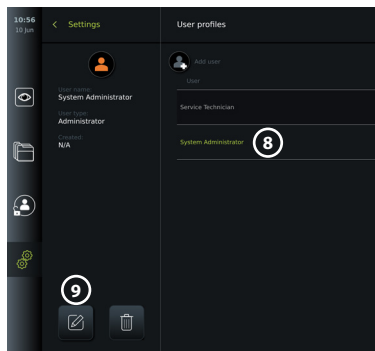 10:56
10 Jun
Settings
User profiles
Add user
User
User name:
System Administrator
User type:
Administrator
Created:
N/A
Service Technician
System Administrator
8
9